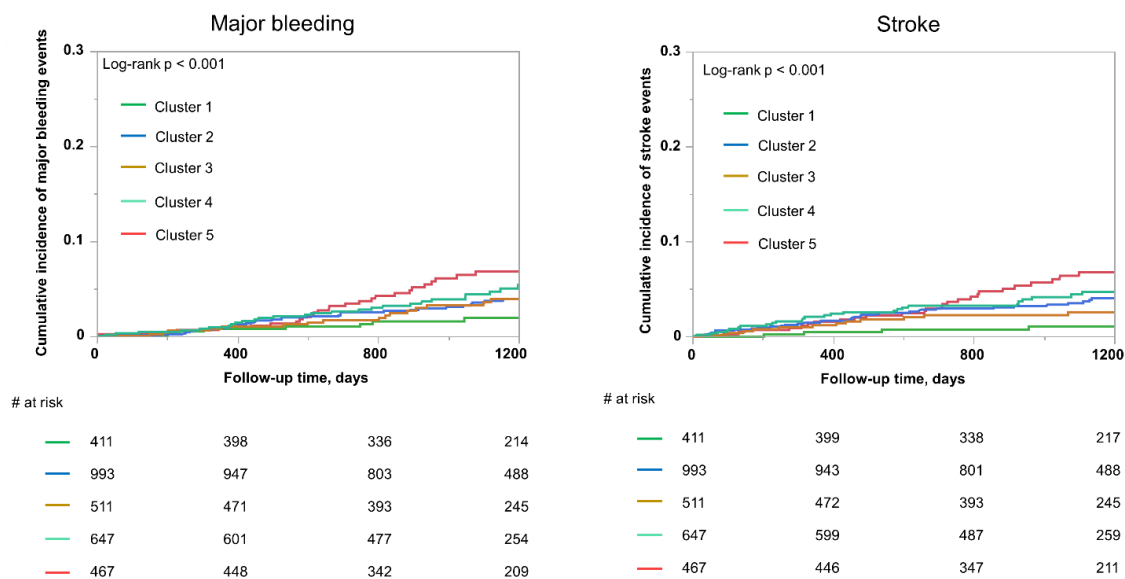 Major bleeding
Cumulative incidence of major bleeding events
0.3
0.2
0.1
0
Log-rank p < 0.001
Cluster 1
Cluster 2
Cluster 3
Cluster 4
Cluster 5
0 400 800 1200
Follow-up time, days
# at risk
411 398 336 214
993 947 803 488
511 471 393 245
647 601 477 254
467 448 342 209
Stroke
Cumulative incidence of stroke events
0.3
0.2
0.1
0
Log-rank p < 0.001
Cluster 1
Cluster 2
Cluster 3
Cluster 4
Cluster 5
0 400 800 1200
Follow-up time, days
# at risk
411 399 338 217
993 943 801 488
511 472 393 245
647 599 487 259
467 446 347 211